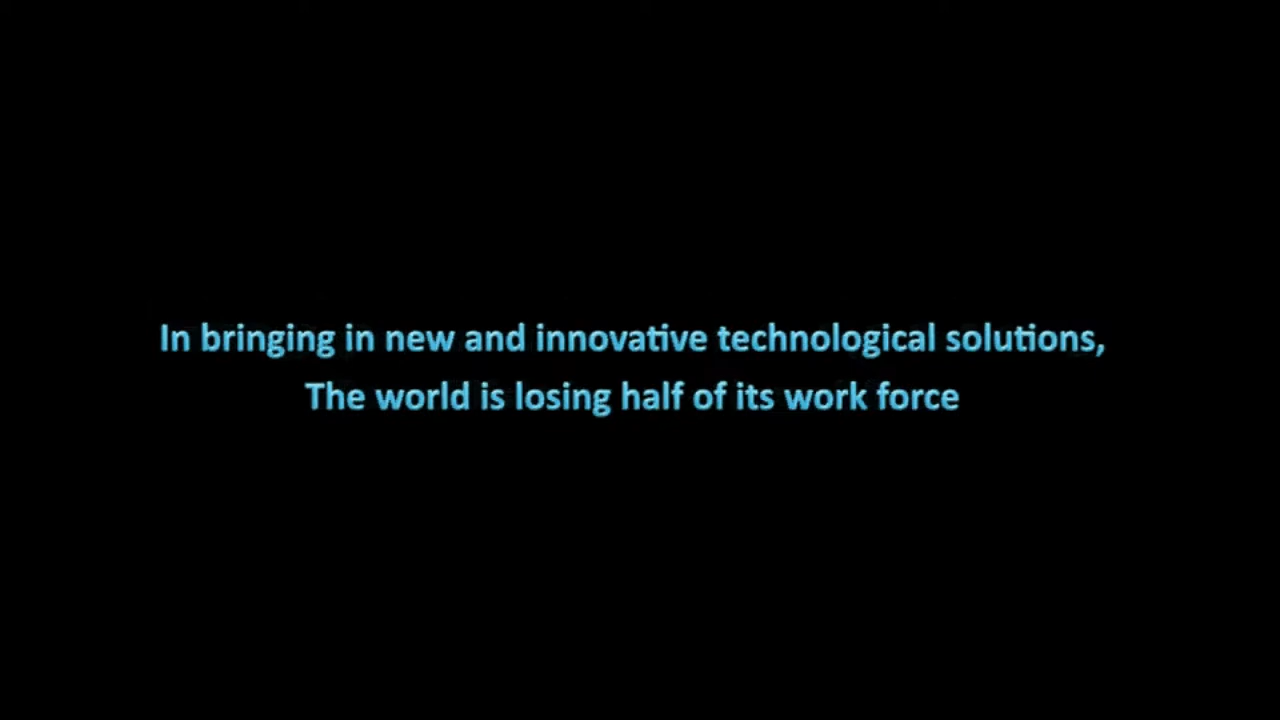 In bringing in new and innovative technological solutions,
The world is losing half of its work force